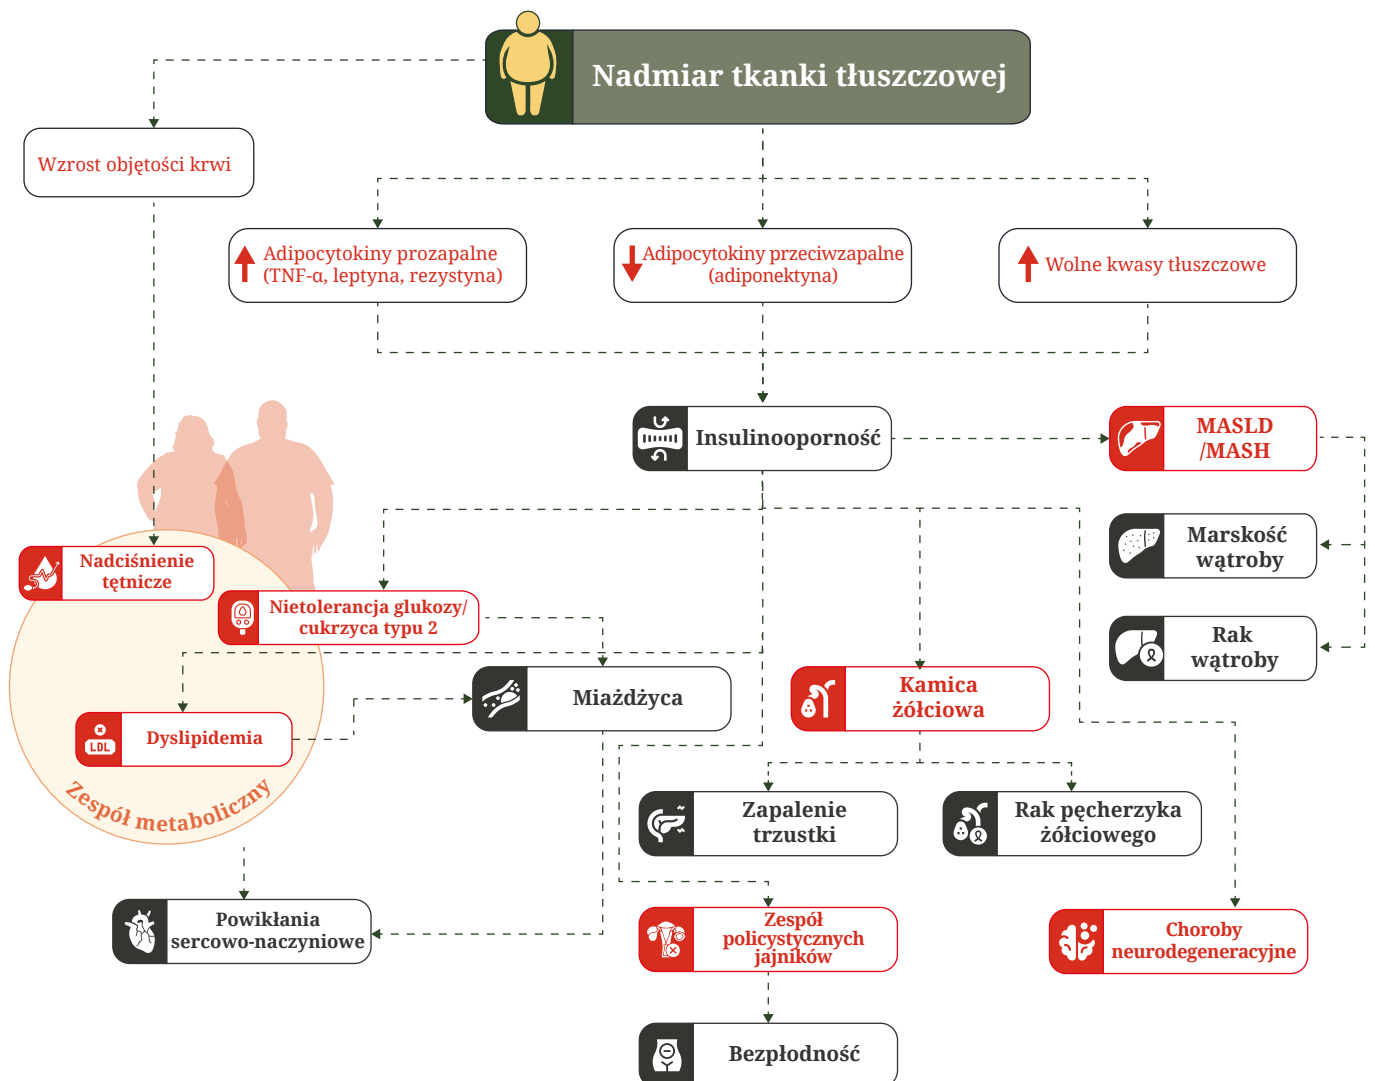 Nadmiar tkanki tłuszczowej
Wzrost objętości krwi
Adipocytokiny prozapalne
(TNF-α, leptyna, rezystyna)
Adipocytokiny przeciwzapalne
(adiponektyna)
Wolne kwasy tłuszczowe
Insulinooporność
MASLD
/MASH
Marskość
wątroby
Rak
wątroby
Nadciśnienie
tętnicze
Nietolerancja glukozy/
cukrzyca typu 2
Miażdżyca
Kamica
żółciowa
LDL
Dyslipidemia
Zespół metaboliczny
Zapalenie
trzustki
Rak pęcherzyka
żółciowego
Powikłania
sercowo-naczyniowe
Zespół
policystycznych
jajników
Choroby
neurodegeneracyjne
Bezpłodność